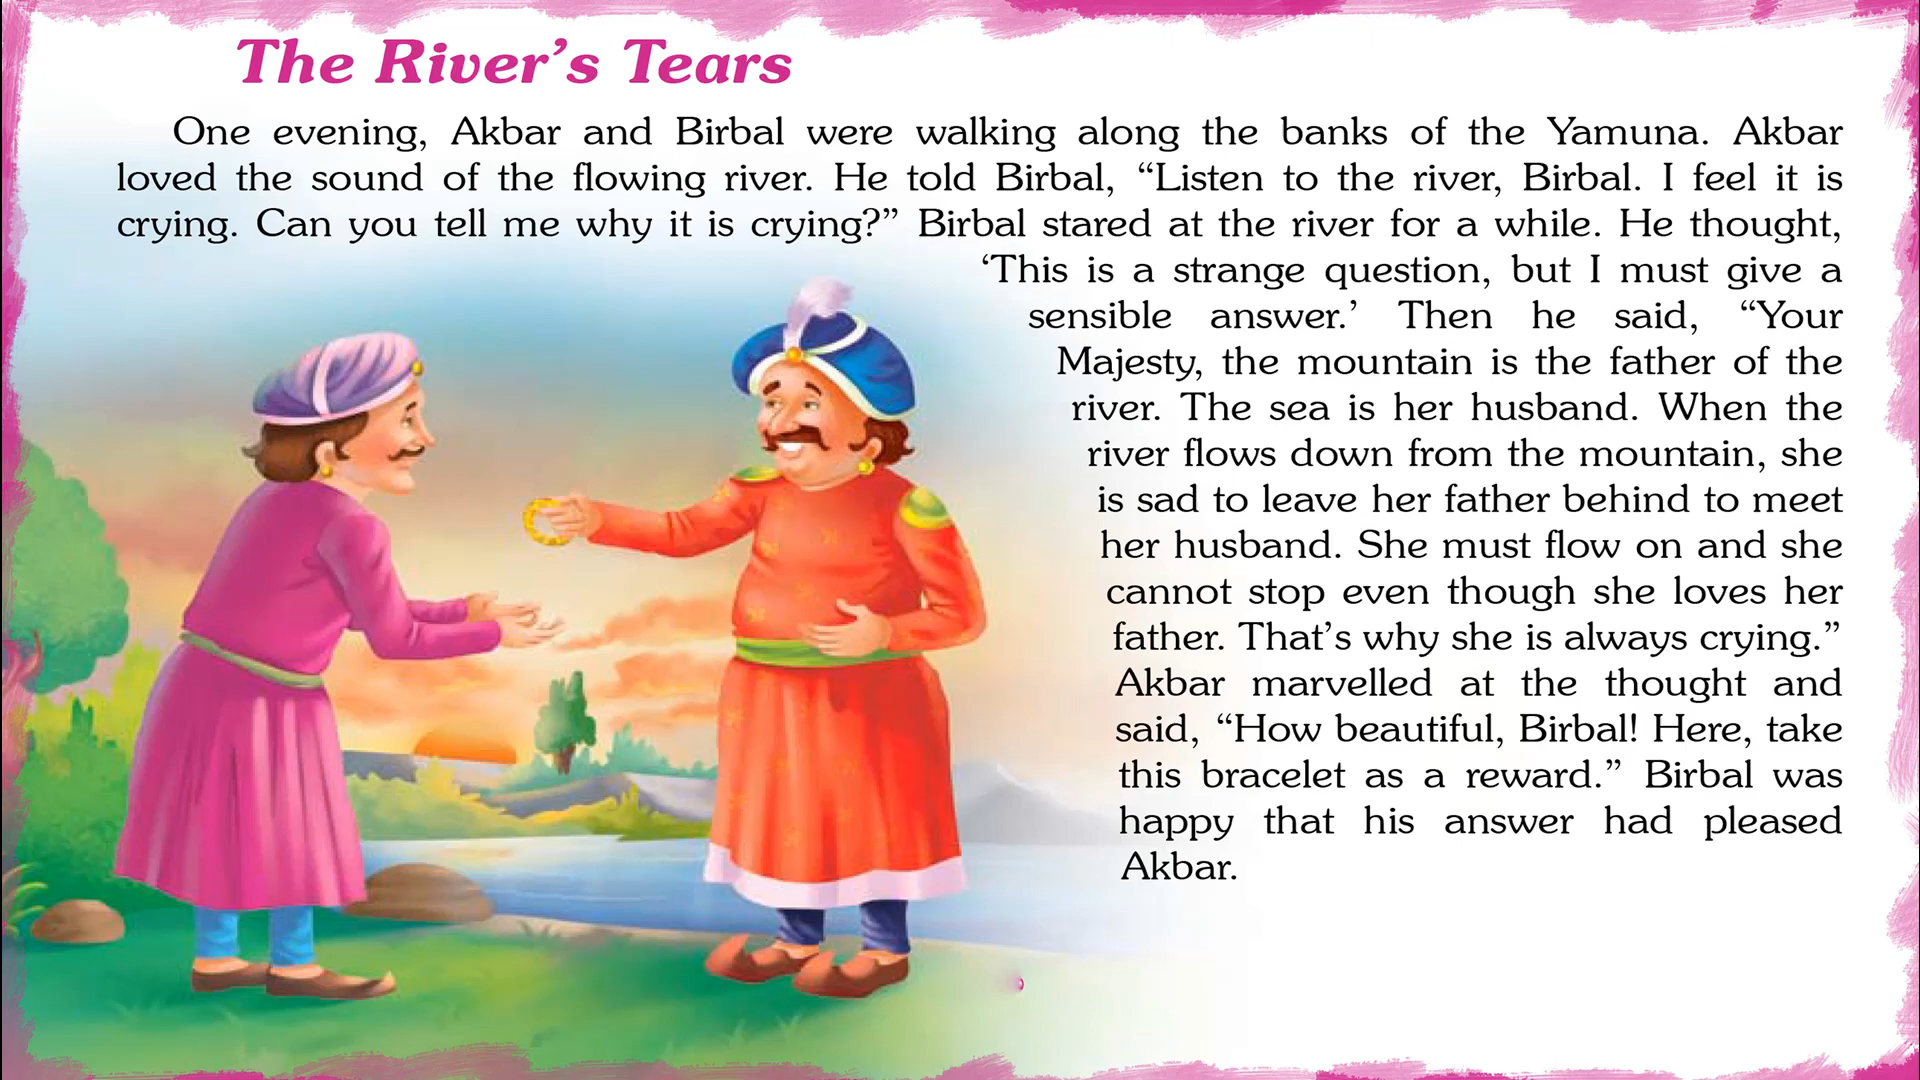 The River’s Tears
One evening, Akbar and Birbal were walking along the banks of the Yamuna. Akbar
loved the sound of the flowing river. He told Birbal, “Listen to the river, Birbal. I feel it is
crying. Can you tell me why it is crying?” Birbal stared at the river for a while. He thought,
‘This is a strange question, but I must give a
sensible answer.’ Then he said, “Your
Majesty, the mountain is the father of the
river. The sea is her husband. When the
river flows down from the mountain, she
is sad to leave her father behind to meet
her husband. She must flow on and she
cannot stop even though she loves her
father. That’s why she is always crying.”
Akbar marvelled at the thought and
said, “How beautiful, Birbal! Here, take
this bracelet as a reward.” Birbal was
happy that his answer had pleased
Akbar.